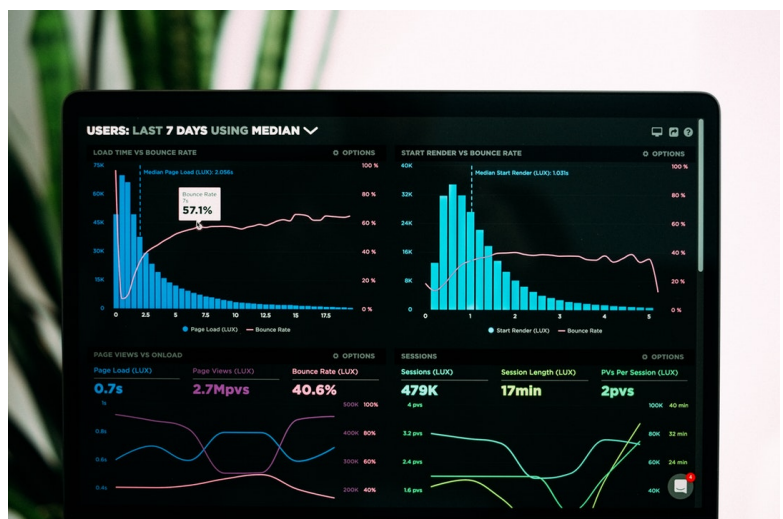 USERS: LAST 7 DAYS USING MEDIAN
LOAD TIME VS BOUNCE RATE
OPTIONS
75K
60K
45K
30K
15K
0
100 %
80 %
60 %
40 %
20 %
0 %
Median Page Load (LUX): 2.056s
Bounce Rate
7s
57.1%
0 2.5 5 7.5 10 12.5 15 17.5
Page Load (LUX) Bounce Rate
START RENDER VS BOUNCE RATE
OPTIONS
40K
32K
24K
16K
8K
0
100 %
80 %
60 %
40 %
20 %
0 %
Median Start Render (LUX): 1.031s
0 1 2 3 4 5
Start Render (LUX) Bounce Rate
PAGE VIEWS VS ONLOAD
OPTIONS
Page Load (LUX) Page Views (LUX) Bounce Rate (LUX)
0.7s 2.7Mpvs 40.6%
1s
0.8s
0.6s
0.4s
500K 100%
400K 80%
300K 60%
200K 40%
SESSIONS
OPTIONS
Sessions (LUX) Session Length (LUX) PVs Per Session (LUX)
479K 17min 2pvs
4 pvs
3.2 pvs
2.4 pvs
1.6 pvs
100K 40 min
80K 32 min
60K 24 min
40K
4